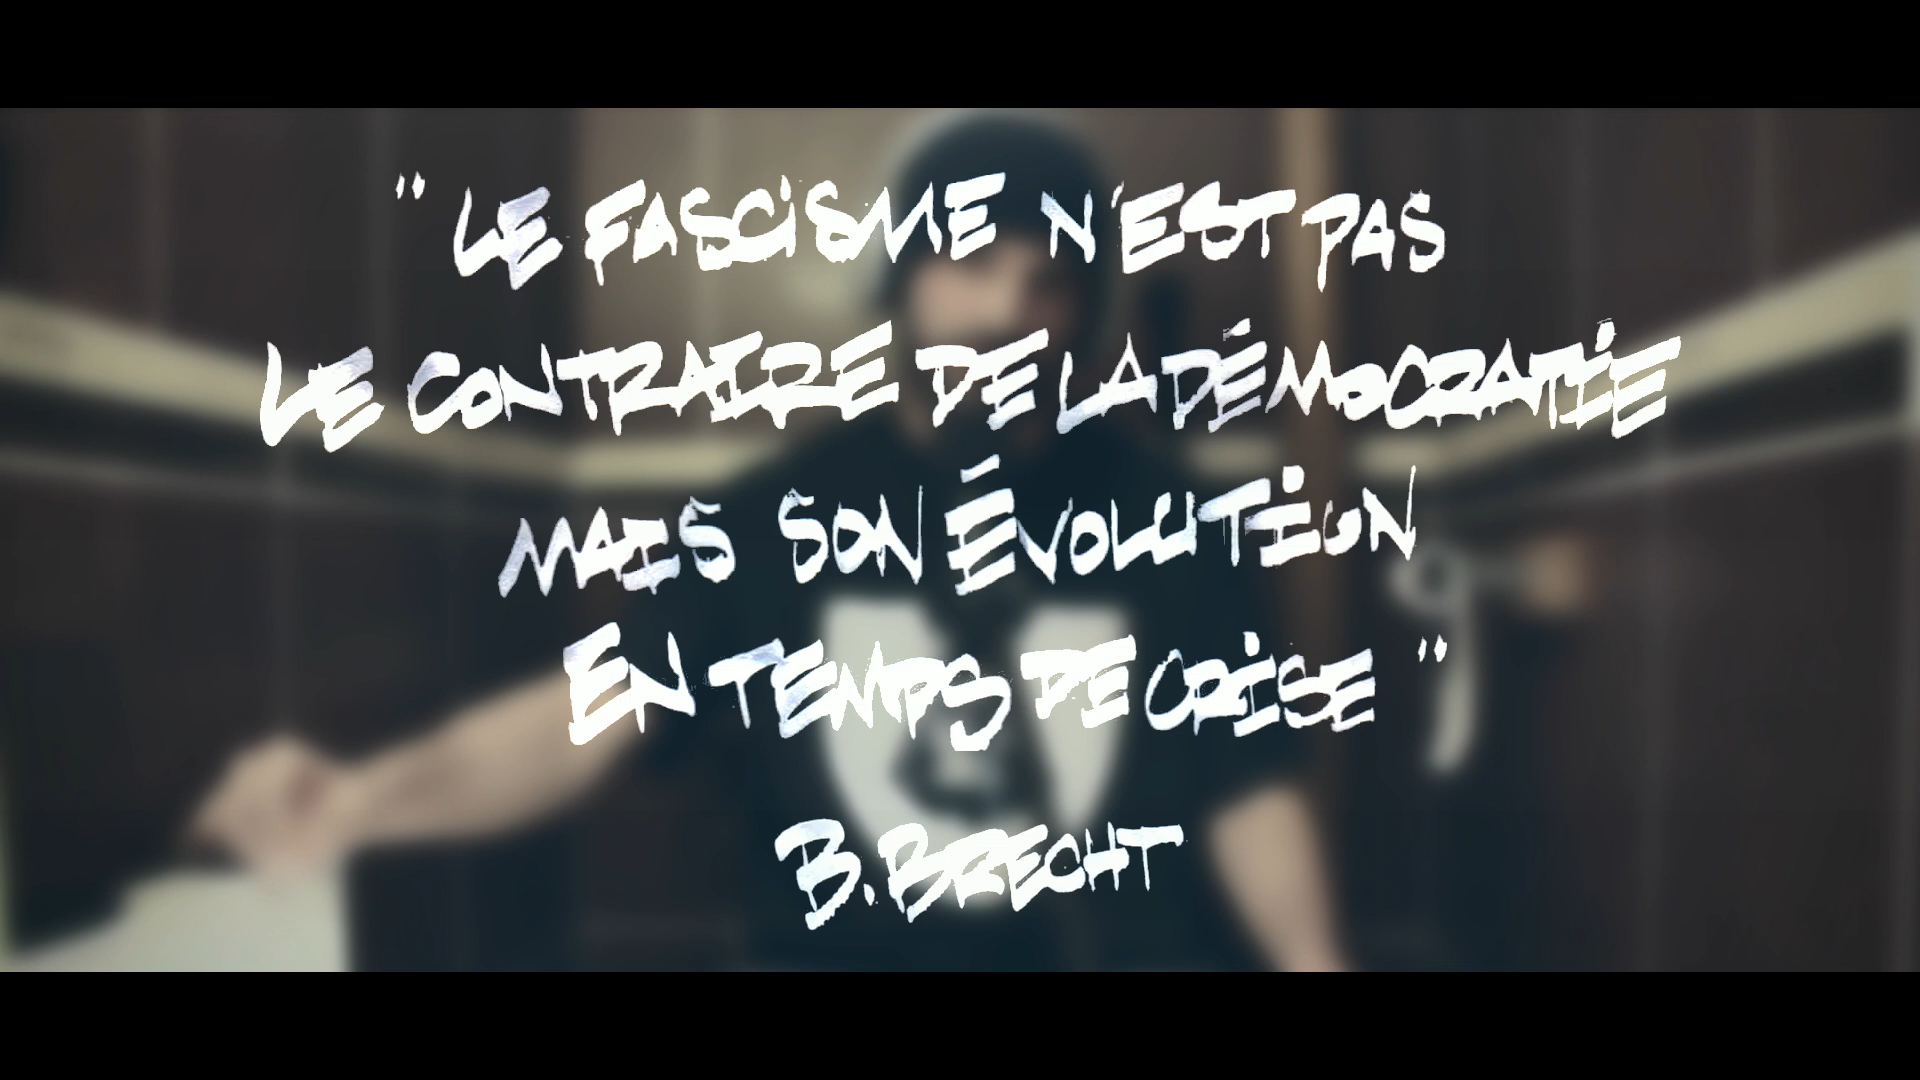 "LE FASCiSME N'EST PAS
LE CONTRAIRE DE LA DÉMOCRATIE
MAIS SON ÉVOLUTION
EN TEMPS DE CRISE"
B. BRECHT